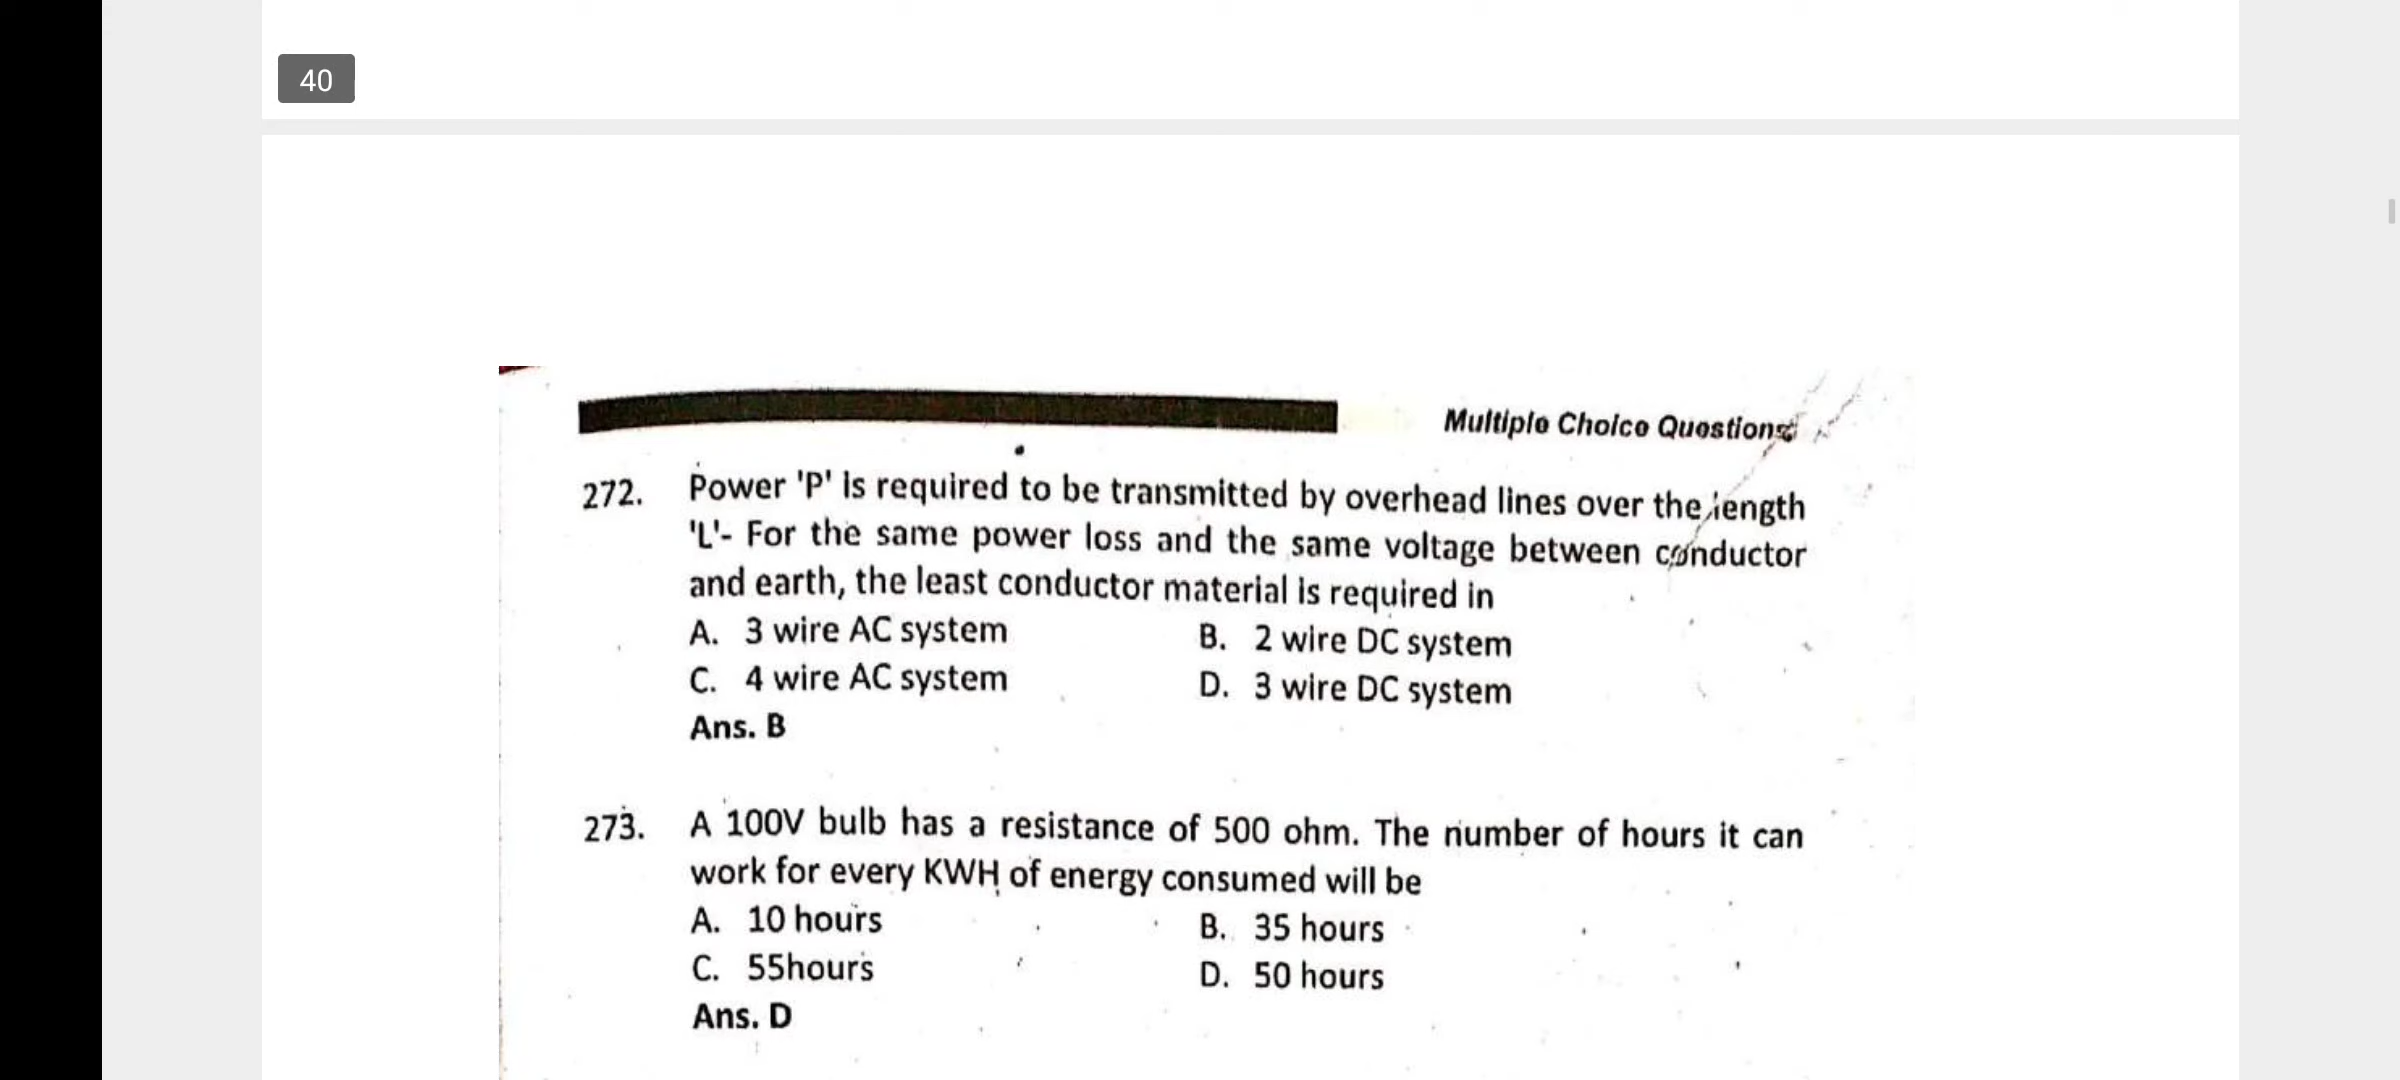 40
Multiple Choice Questions
272. Power 'P' is required to be transmitted by overhead lines over the length
'L'- For the same power loss and the same voltage between conductor
and earth, the least conductor material is required in
A. 3 wire AC system B. 2 wire DC system
C. 4 wire AC system D. 3 wire DC system
Ans. B
273. A 100V bulb has a resistance of 500 ohm. The number of hours it can
work for every KWH of energy consumed will be
A. 10 hours B. 35 hours
C. 55hours D. 50 hours
Ans. D